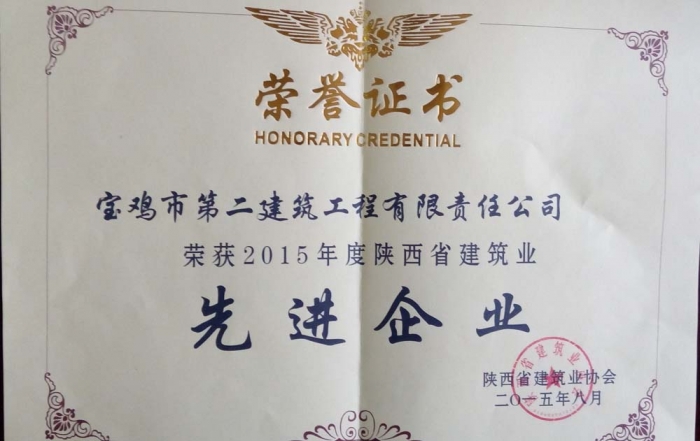 荣誉证书
HONORARY CREDENTIAL
宝鸡市第二建筑工程有限责任公司
荣获2015年度陕西省建筑业
先进企业
陕西省建筑业协会
二〇一五年八月